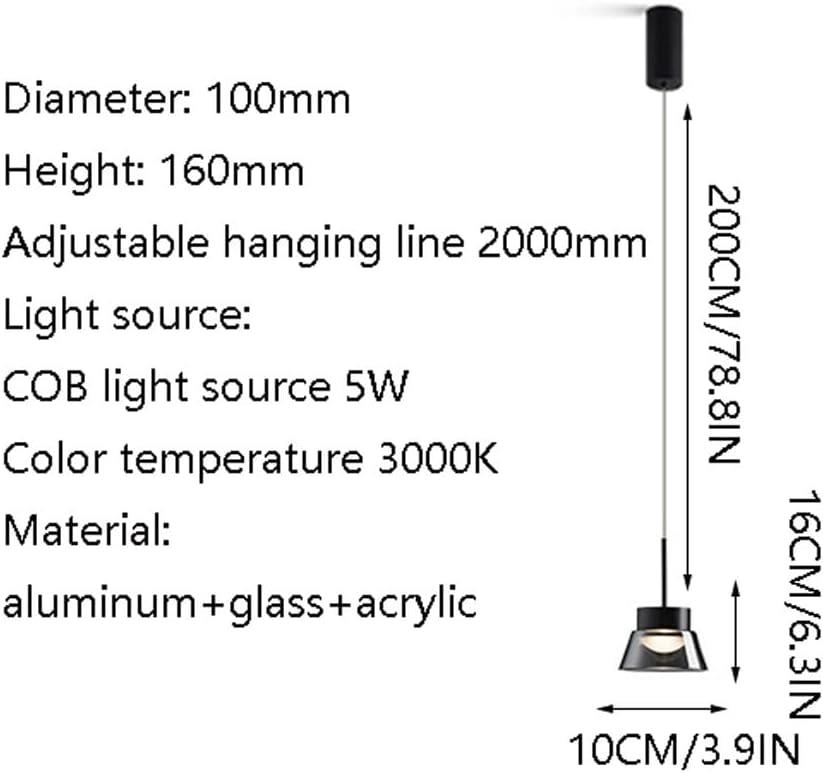 Diameter: 100mm
Height: 160mm
Adjustable hanging line 2000mm
Light source:
COB light source 5W
Color temperature 3000K
Material:
aluminum+glass+acrylic
200CM/78.8IN
16CM/6.3IN
10CM/3.9IN